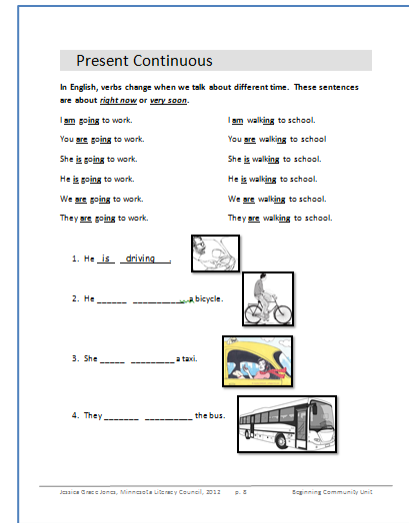 Present Continuous
In English, verbs change when we talk about different time. These sentences
are about right now or very soon.
I am going to work. I am walking to school.
You are going to work. You are walking to school
She is going to work. She is walking to school.
He is going to work. He is walking to school.
We are going to work. We are walking to school.
They are going to work. They are walking to school.
1. He is driving.
2. He ______ __________ a bicycle.
3. She _____ _________ a taxi.
4. They _______ __________ the bus.
Jessica Grace Jones, Minnesota Literacy Council, 2012 p. 8 Beginning Community Unit